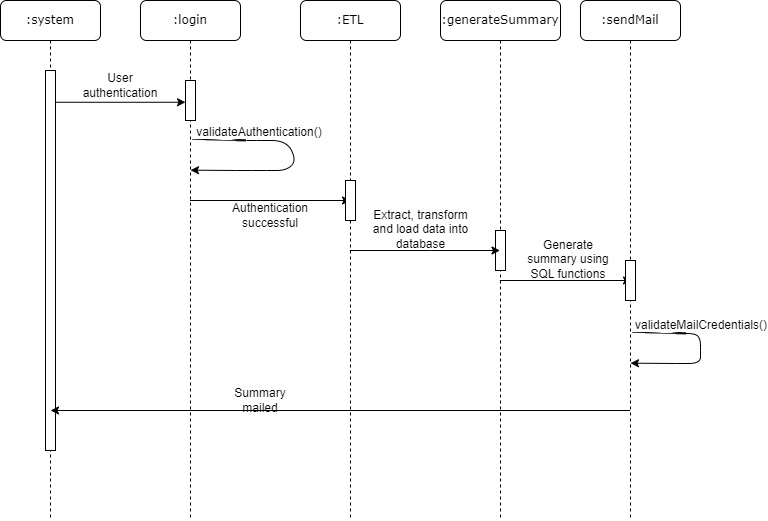 :system
:login
:ETL
:generateSummary
:sendMail
User
authentication
validateAuthentication()
Authentication
successful
Extract, transform
and load data into
database
Generate
summary using
SQL functions
validateMailCredentials()
Summary
mailed